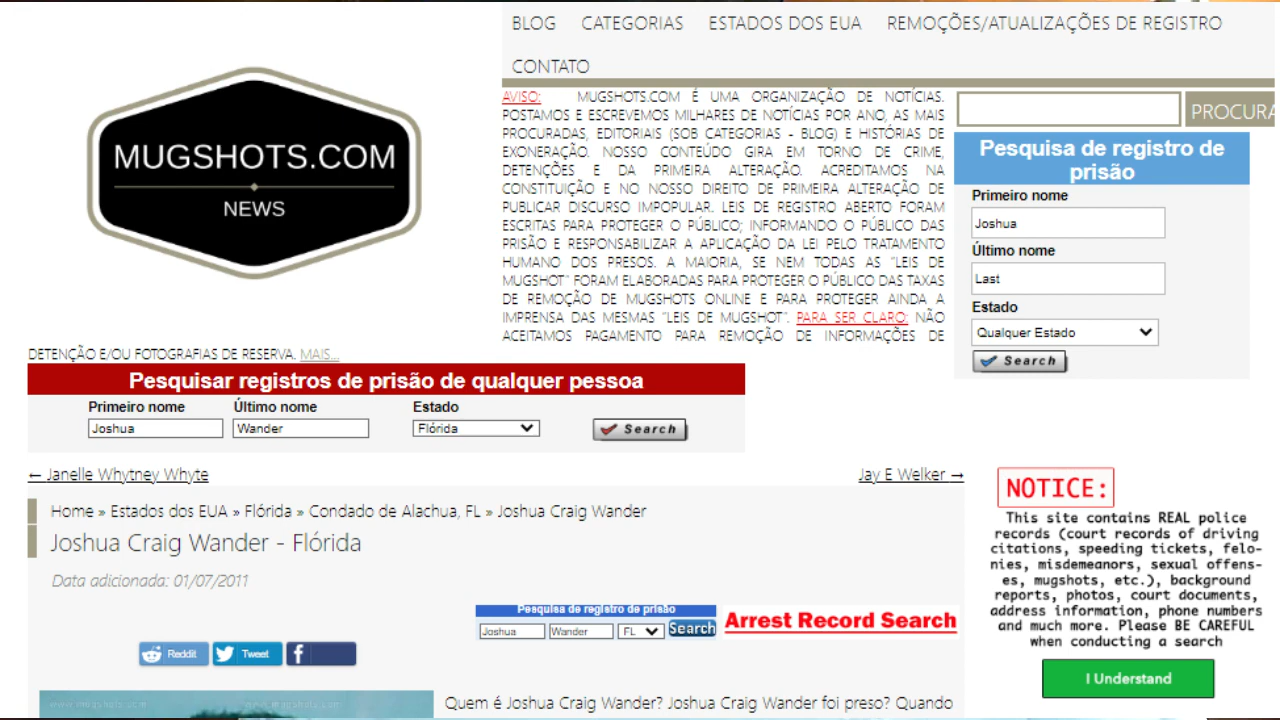 BLOG CATEGORIAS ESTADOS DOS EUA REMOÇÕES/ATUALIZAÇÕES DE REGISTRO
CONTATO
MUGSHOTS.COM
NEWS
AVISO: MUGSHOTS.COM É UMA ORGANIZAÇÃO DE NOTÍCIAS.
POSTAMOS E ESCREVEMOS MILHARES DE NOTÍCIAS POR ANO, AS MAIS
PROCURADAS, EDITORIAIS (SOB CATEGORIAS - BLOG) E HISTÓRIAS DE
EXONERAÇÃO. NOSSO CONTEÚDO GIRA EM TORNO DE CRIME,
DETENÇÕES E DA PRIMEIRA ALTERAÇÃO. ACREDITAMOS NA
CONSTITUIÇÃO E NO NOSSO DIREITO DE PRIMEIRA ALTERAÇÃO DE
PUBLICAR DISCURSO IMPOPULAR. LEIS DE REGISTRO ABERTO FORAM
ESCRITAS PARA PROTEGER O PÚBLICO; INFORMANDO O PÚBLICO DAS
PRISÃO E RESPONSABILIZAR A APLICAÇÃO DA LEI PELO TRATAMENTO
HUMANO DOS PRESOS. A MAIORIA, SE NEM TODAS AS "LEIS DE
MUGSHOT" FORAM ELABORADAS PARA PROTEGER O PÚBLICO DAS TAXAS
DE REMOÇÃO DE MUGSHOTS ONLINE E PARA PROTEGER AINDA A
IMPRENSA DAS MESMAS "LEIS DE MUGSHOT". PARA SER CLARO: NÃO
ACEITAMOS PAGAMENTO PARA REMOÇÃO DE INFORMAÇÕES DE
DETENÇÃO E/OU FOTOGRAFIAS DE RESERVA. MAIS...
PROCURA
Pesquisa de registro de
prisão
Primeiro nome
Joshua
Último nome
Last
Estado
Qualquer Estado
Search
Pesquisar registros de prisão de qualquer pessoa
Primeiro nome Último nome Estado
Joshua Wander Flórida Search
← Janelle Whytney Whyte Jay E Welker →
Home » Estados dos EUA » Flórida » Condado de Alachua, FL » Joshua Craig Wander
Joshua Craig Wander - Flórida
Data adicionada: 01/07/2011
Pesquisa de registro de prisão
Joshua Wander FL Search
Arrest Record Search
Reddit Tweet
www.mugshots.com www.mugshots.com
Quem é Joshua Craig Wander? Joshua Craig Wander foi preso? Quando
NOTICE:
This site contains REAL police
records (court records of driving
citations, speeding tickets, felo-
nies, misdemeanors, sexual offens-
es, mugshots, etc.), background
reports, photos, court documents,
address information, phone numbers
and much more. Please BE CAREFUL
when conducting a search
I Understand